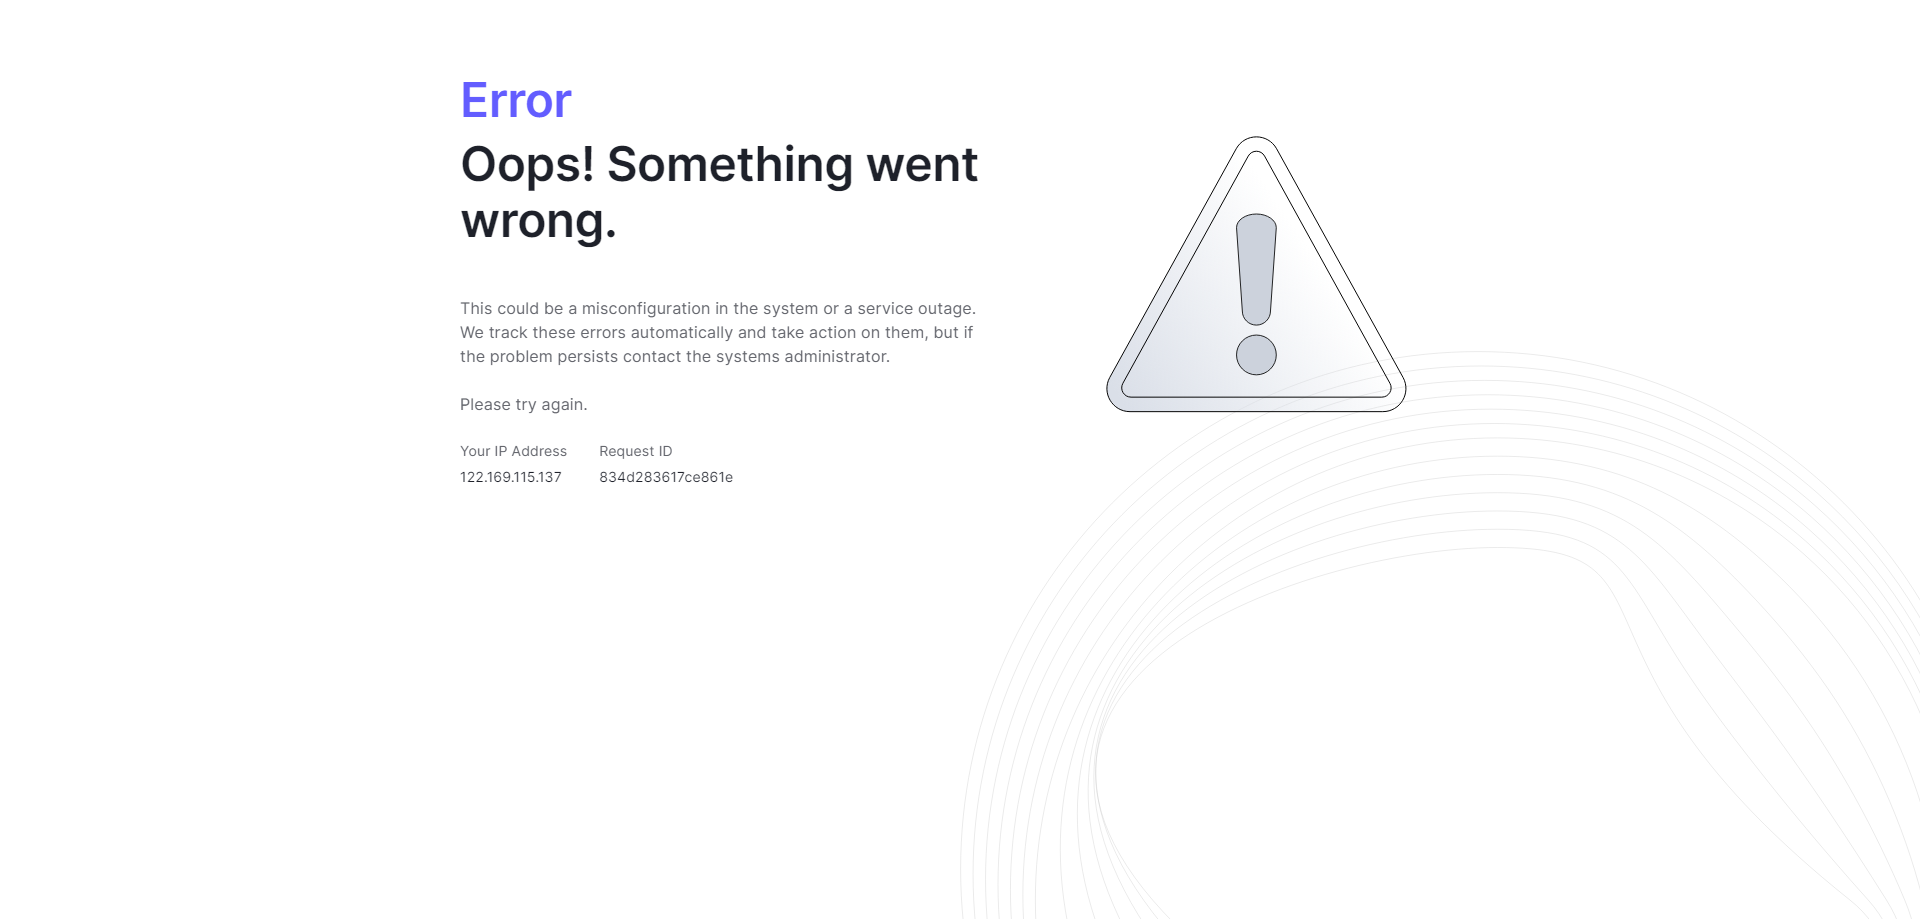 Error
Oops! Something went
wrong.
This could be a misconfiguration in the system or a service outage.
We track these errors automatically and take action on them, but if
the problem persists contact the systems administrator.
Please try again.
Your IP Address Request ID
122.169.115.137 834d283617ce861e